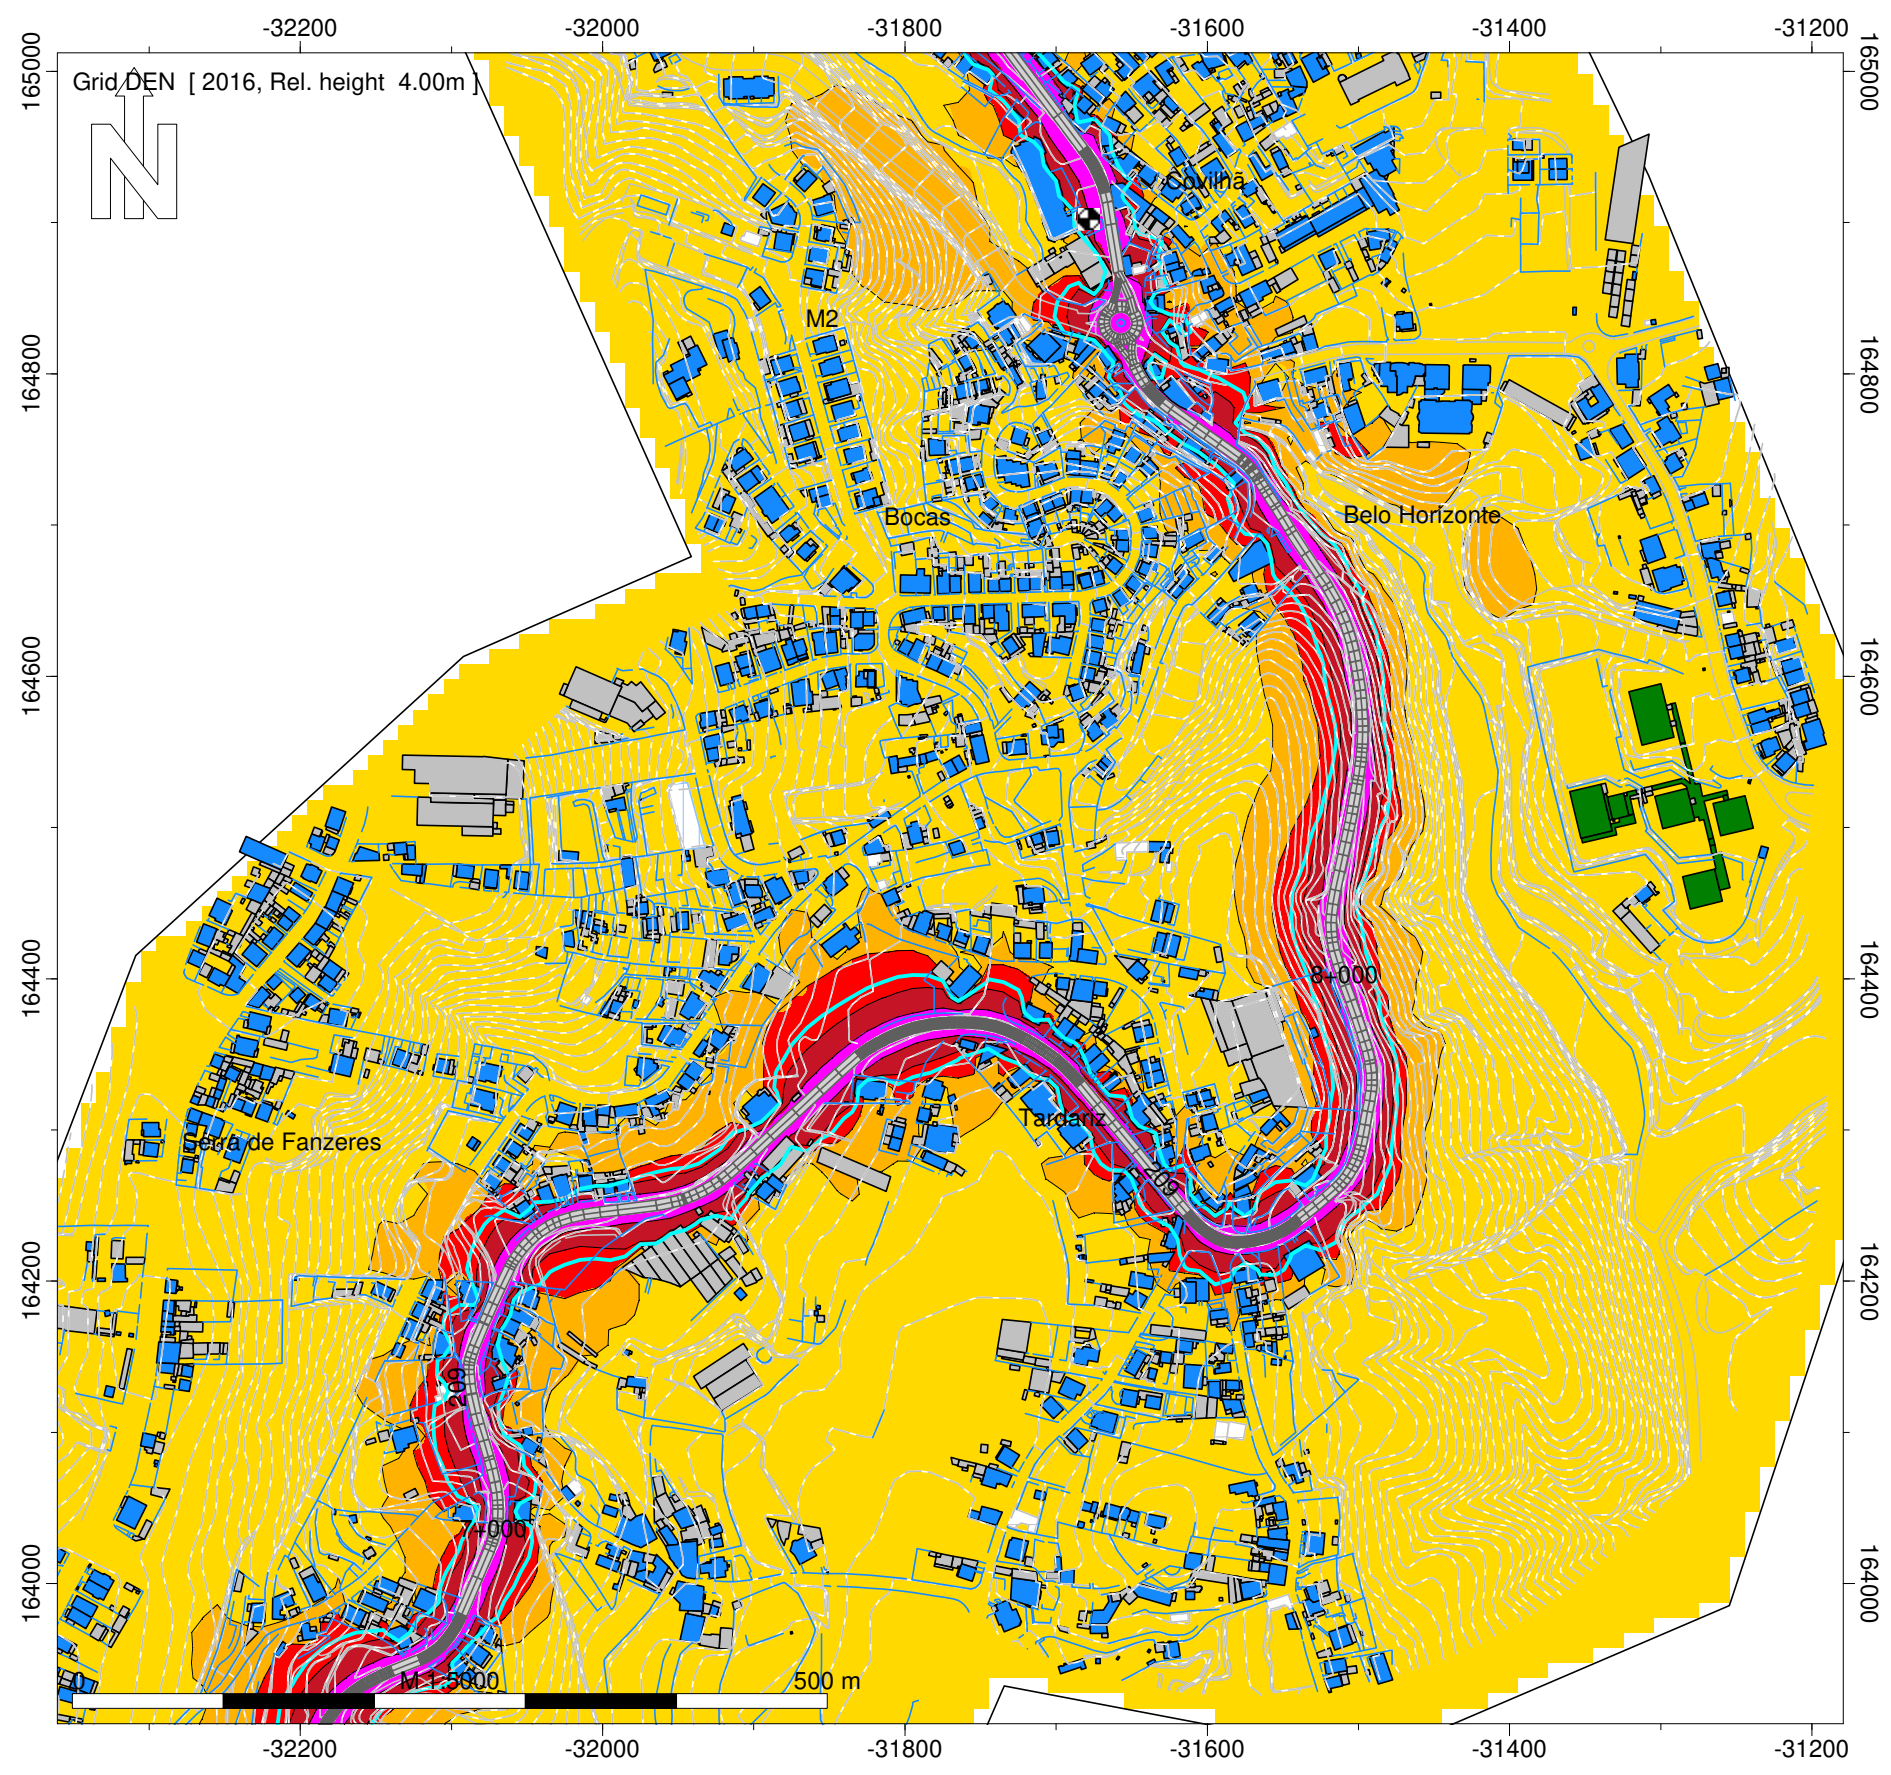 -32200 -32000 -31800 -31600 -31400 -31200
165000 165000
Grid DEN [ 2016, Rel. height 4.00m ]
N
Covilhã
M2
164800 164800
Bocas
Belo Horizonte
164600 164600
164400 164400
8+000
Tardariz
Serra de Fanzeres
209
164200 164200
209
7+000
164000 164000
0 M 1:5000 500 m
-32200 -32000 -31800 -31600 -31400 -31200